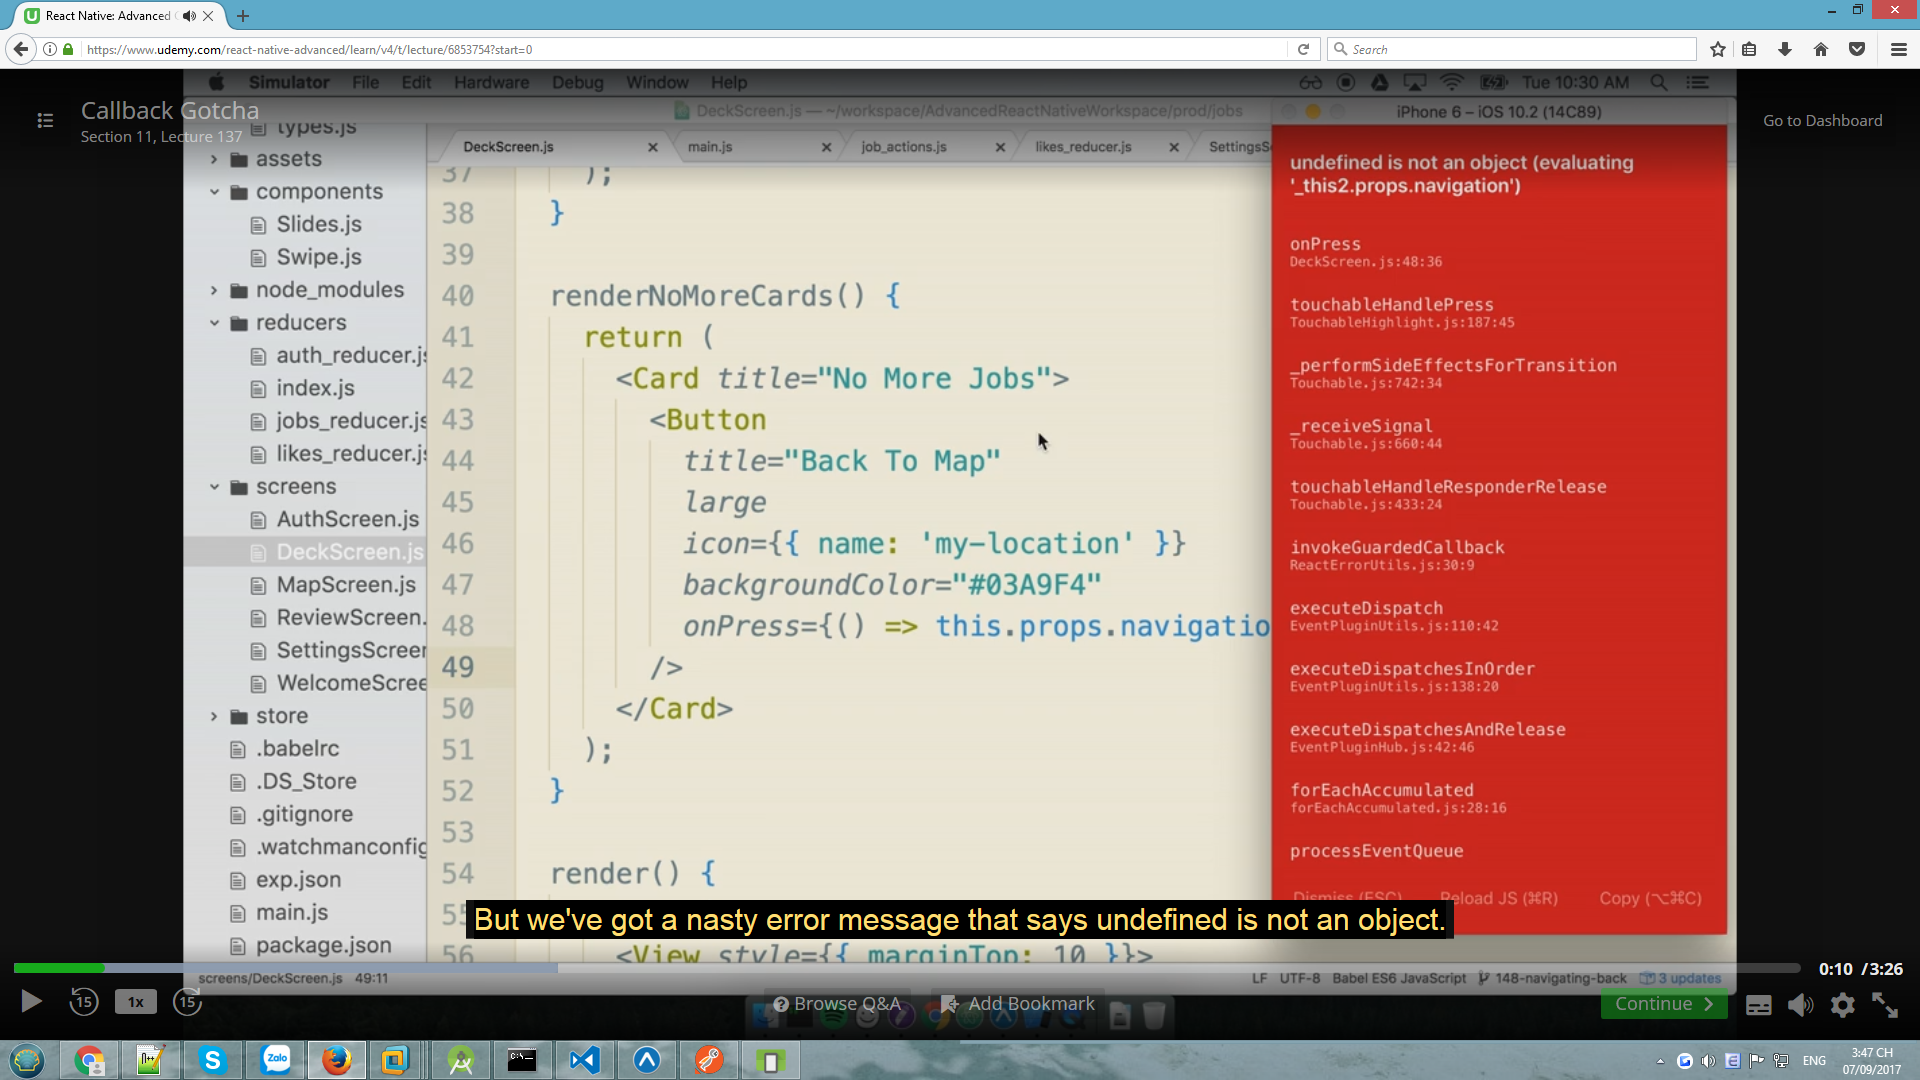 React Native: Advanced
https://www.udemy.com/react-native-advanced/learn/v4/t/lecture/6853754?start=0
Search
Simulator File Edit Hardware Debug Window Help
Tue 10:30 AM
Callback Gotcha
Section 11, Lecture 137
Go to Dashboard
DeckScreen.js — ~/workspace/AdvancedReactNativeWorkspace/prod/jobs
iPhone 6 – iOS 10.2 (14C89)
DeckScreen.js
main.js
job_actions.js
likes_reducer.js
SettingsS
types.js
assets
components
Slides.js
Swipe.js
node_modules
reducers
auth_reducer.js
index.js
jobs_reducer.js
likes_reducer.js
screens
AuthScreen.js
DeckScreen.js
MapScreen.js
ReviewScreen.
SettingsScreen
WelcomeScree
store
.babelrc
.DS_Store
.gitignore
.watchmanconfig
exp.json
main.js
package.json
37 );
38 }
39
40 renderNoMoreCards() {
41 return (
42 <Card title="No More Jobs">
43 <Button
44 title="Back To Map"
45 large
46 icon={{ name: 'my-location' }}
47 backgroundColor="#03A9F4"
48 onPress={() => this.props.navigatio
49 />
50 </Card>
51 );
52 }
53
54 render() {
55
56 <View style={{ marginTop: 10 }}>
undefined is not an object (evaluating
'_this2.props.navigation')
onPress
DeckScreen.js:48:36
touchableHandlePress
TouchableHighlight.js:187:45
_performSideEffectsForTransition
Touchable.js:742:34
_receiveSignal
Touchable.js:660:44
touchableHandleResponderRelease
Touchable.js:433:24
invokeGuardedCallback
ReactErrorUtils.js:30:9
executeDispatch
EventPluginUtils.js:110:42
executeDispatchesInOrder
EventPluginUtils.js:138:20
executeDispatchesAndRelease
EventPluginHub.js:42:46
forEachAccumulated
forEachAccumulated.js:28:16
processEventQueue
Dismiss (ESC) Reload JS (⌘R) Copy (⌥⌘C)
But we've got a nasty error message that says undefined is not an object.
screens/DeckScreen.js 49:11
LF UTF-8 Babel ES6 JavaScript 148-navigating-back 3 updates
0:10 / 3:26
15 1x 15
Browse Q&A
Add Bookmark
Continue
Zalo
ENG
3:47 CH
07/09/2017